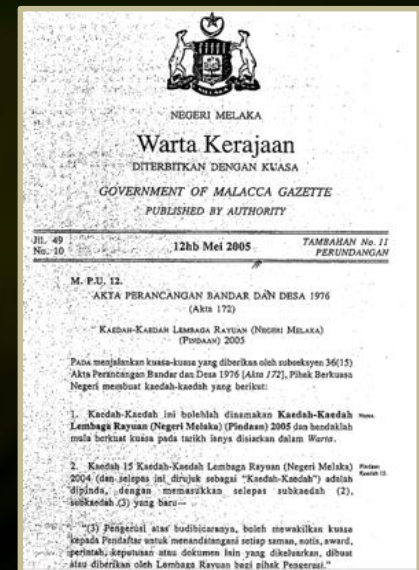 NEGERI MELAKA
Warta Kerajaan
DITERBITKAN DENGAN KUASA
GOVERNMENT OF MALACCA GAZETTE
PUBLISHED BY AUTHORITY
Jil. 49
No. 10
12hb Mei 2005
TAMBAHAN No. 11
PERUNDANGAN
M. P.U. 12.
AKTA PERANCANGAN BANDAR DAN DESA 1976
(Akta 172)
KAEDAH-KAEDAH LEMBAGA RAYUAN (NEGERI MELAKA)
(PINDAAN) 2005
PADA menjalankan kuasa-kuasa yang diberikan oleh subseksyen 36(15)
Akta Perancangan Bandar dan Desa 1976 [Akta 172], Pihak Berkuasa
Negeri membuat kaedah-kaedah yang berikut:
1. Kaedah-Kaedah ini bolehlah dinamakan Kaedah-Kaedah Nama.
Lembaga Rayuan (Negeri Melaka) (Pindaan) 2005 dan hendaklah
mula berkuat kuasa pada tarikh ianya disiarkan dalam Warta.
2. Kaedah 15 Kaedah-Kaedah Lembaga Rayuan (Negeri Melaka) Pindaan
2004 (dan selepas ini dirujuk sebagai "Kaedah-Kaedah") adalah Kaedah 15.
dipinda, dengan memasukkan selepas subkaedah (2),
subkaedah (3) yang baru—
"(3) Pengerusi atas budibicaranya, boleh mewakilkan kuasa
kepada Pendaftar untuk menandatangani setiap saman, notis, award,
perintah, keputusan atau dokumen lain yang dikeluarkan, dibuat
atau diberikan oleh Lembaga Rayuan bagi pihak Pengerusi."